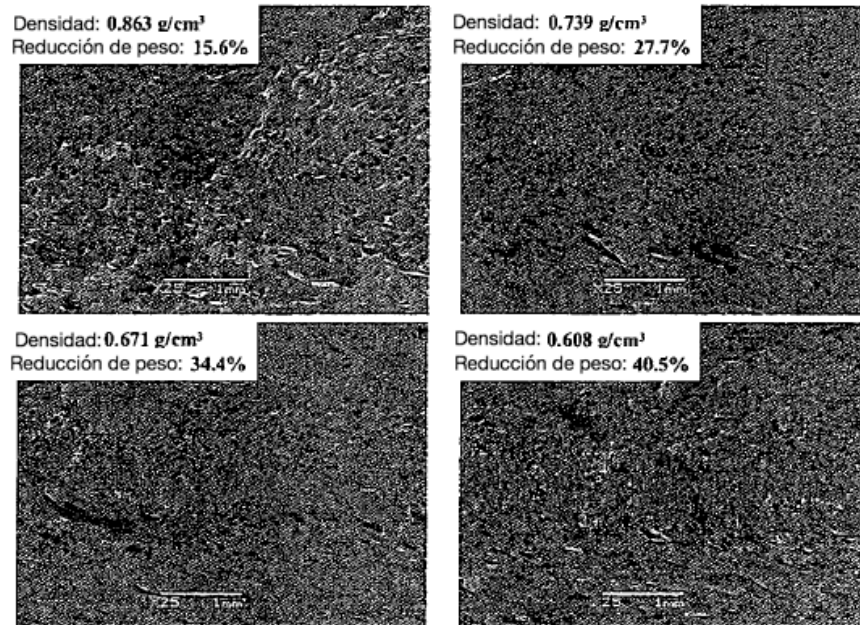 Densidad: 0.863 g/cm³
Reducción de peso: 15.6%
Densidad: 0.739 g/cm³
Reducción de peso: 27.7%
X25 1mm
X25 1mm
Densidad: 0.671 g/cm³
Reducción de peso: 34.4%
Densidad: 0.608 g/cm³
Reducción de peso: 40.5%
X25 1mm
X25 1mm